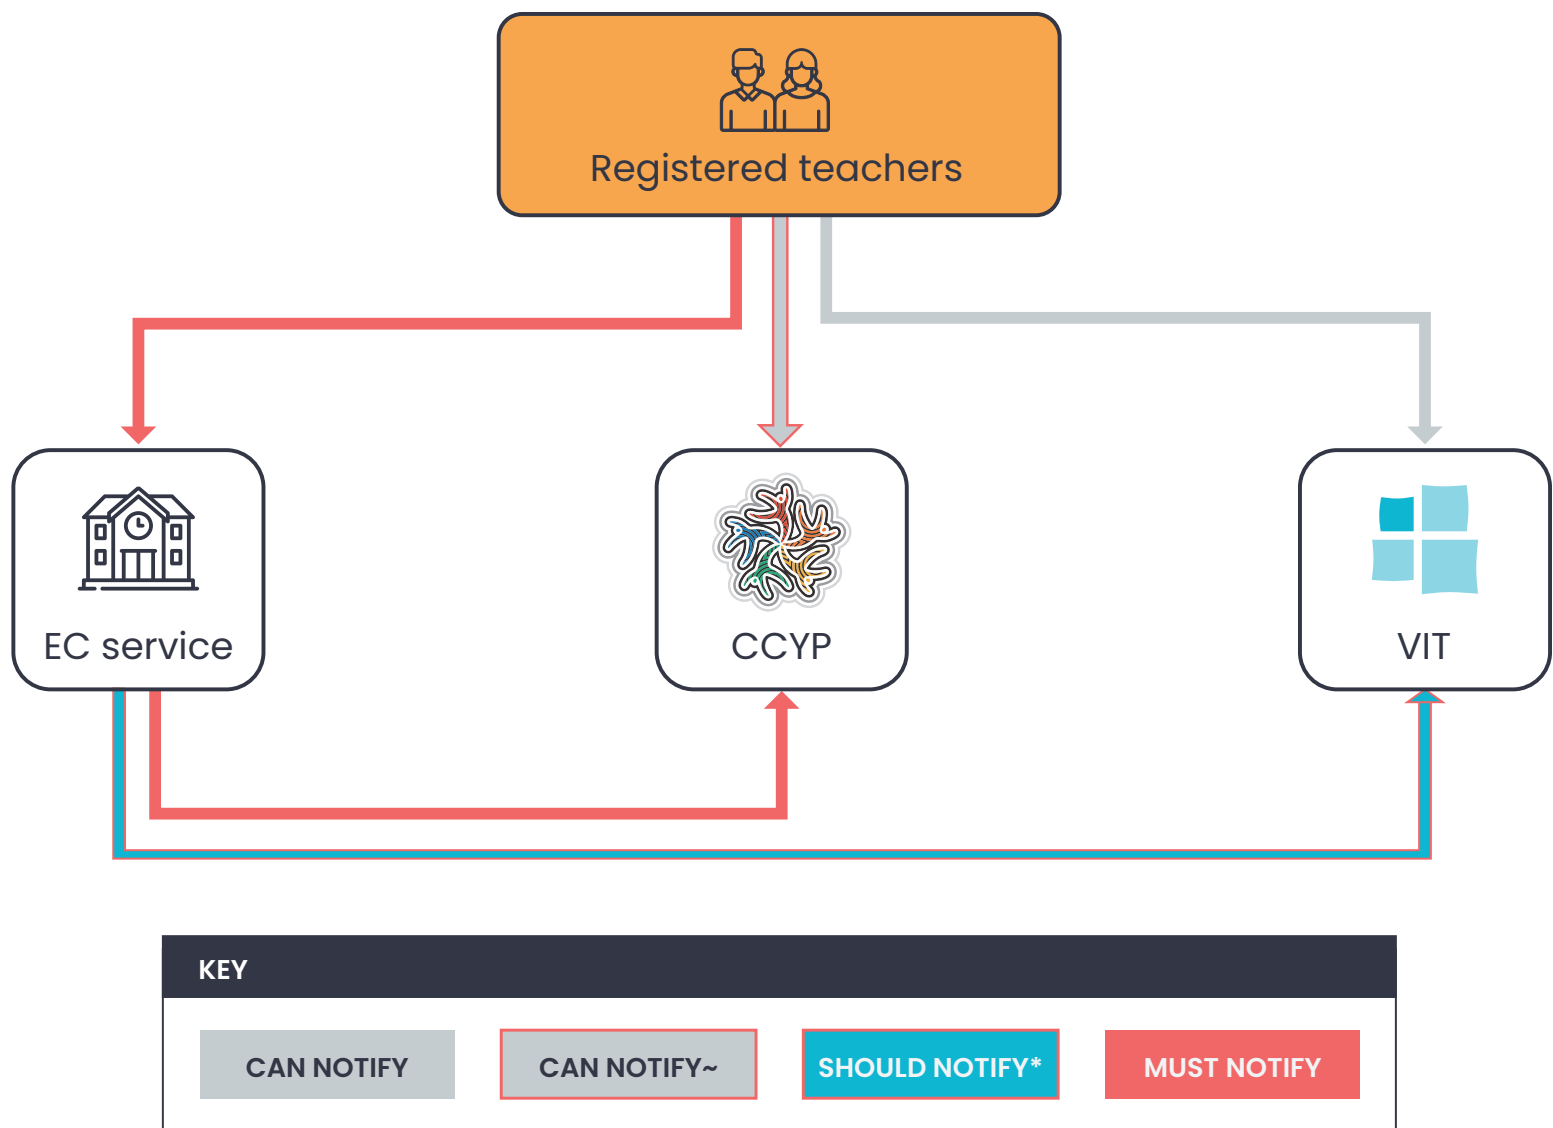 Registered teachers
EC service
CCYP
VIT
KEY
CAN NOTIFY
CAN NOTIFY~
SHOULD NOTIFY*
MUST NOTIFY